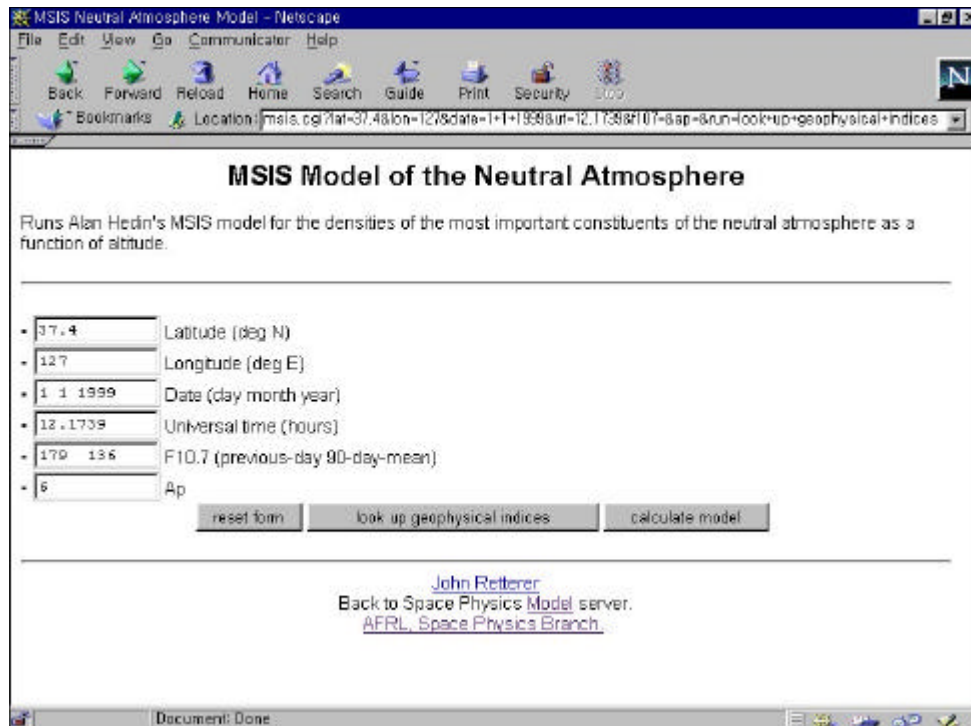 MSIS Neutral Atmosphere Model - Netscape
File Edit View Go Communicator Help
Back Forward Reload Home Search Guide Print Security Stop
Bookmarks Location: msis.cgi?lat=37.4&lon=127&date=1+1+1999&ut=12.1739&f107=&ap=&run=look+up+geophysical+indices
MSIS Model of the Neutral Atmosphere
Runs Alan Hedin's MSIS model for the densities of the most important constituents of the neutral atmosphere as a
function of altitude.
37.4 Latitude (deg N)
127 Longitude (deg E)
1 1 1999 Date (day month year)
12.1739 Universal time (hours)
179 136 F10.7 (previous-day 90-day-mean)
6 Ap
reset form look up geophysical indices calculate model
John Retterer
Back to Space Physics Model server.
AFRL, Space Physics Branch.
Document: Done